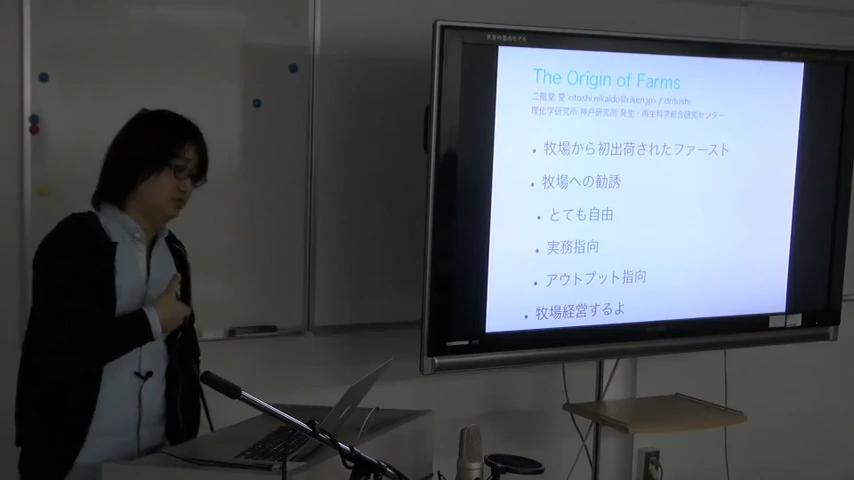 The Origin of Farms
二階堂 愛 <itoshi.nikaido@riken.jp> / dritoshi
理化学研究所 神戸研究所 発生・再生科学総合研究センター
• 牧場から初出荷されたファースト
• 牧場への勧誘
• とても自由
• 実務指向
• アウトプット指向
• 牧場経営するよ